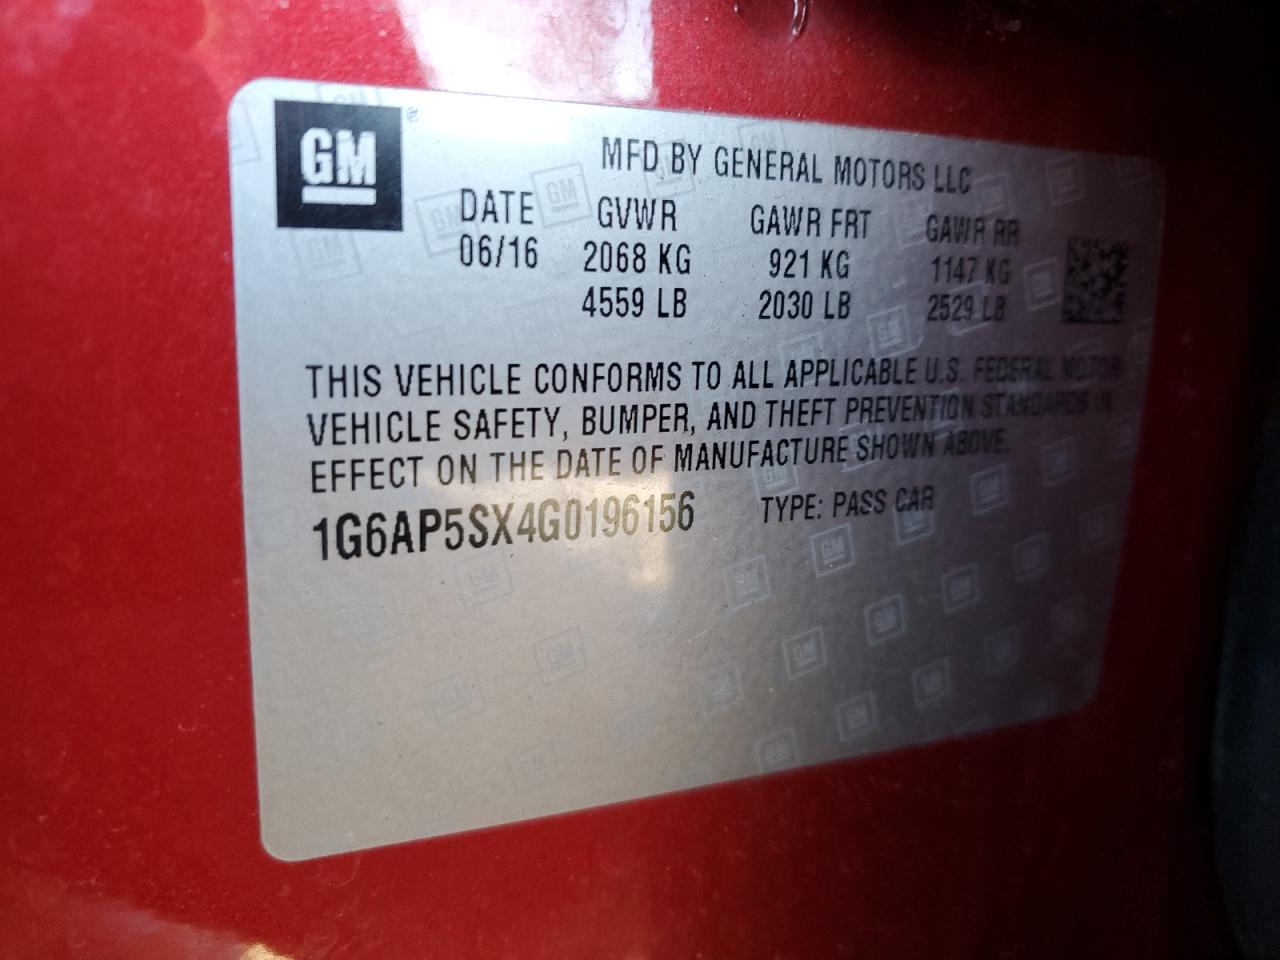 GM
MFD BY GENERAL MOTORS LLC
DATE GVWR GAWR FRT GAWR RR
06/16 2068 KG 921 KG 1147 KG
4559 LB 2030 LB 2529 LB
THIS VEHICLE CONFORMS TO ALL APPLICABLE U.S. FEDERAL MOTOR
VEHICLE SAFETY, BUMPER, AND THEFT PREVENTION STANDARDS IN
EFFECT ON THE DATE OF MANUFACTURE SHOWN ABOVE.
1G6AP5SX4G0196156 TYPE: PASS CAR